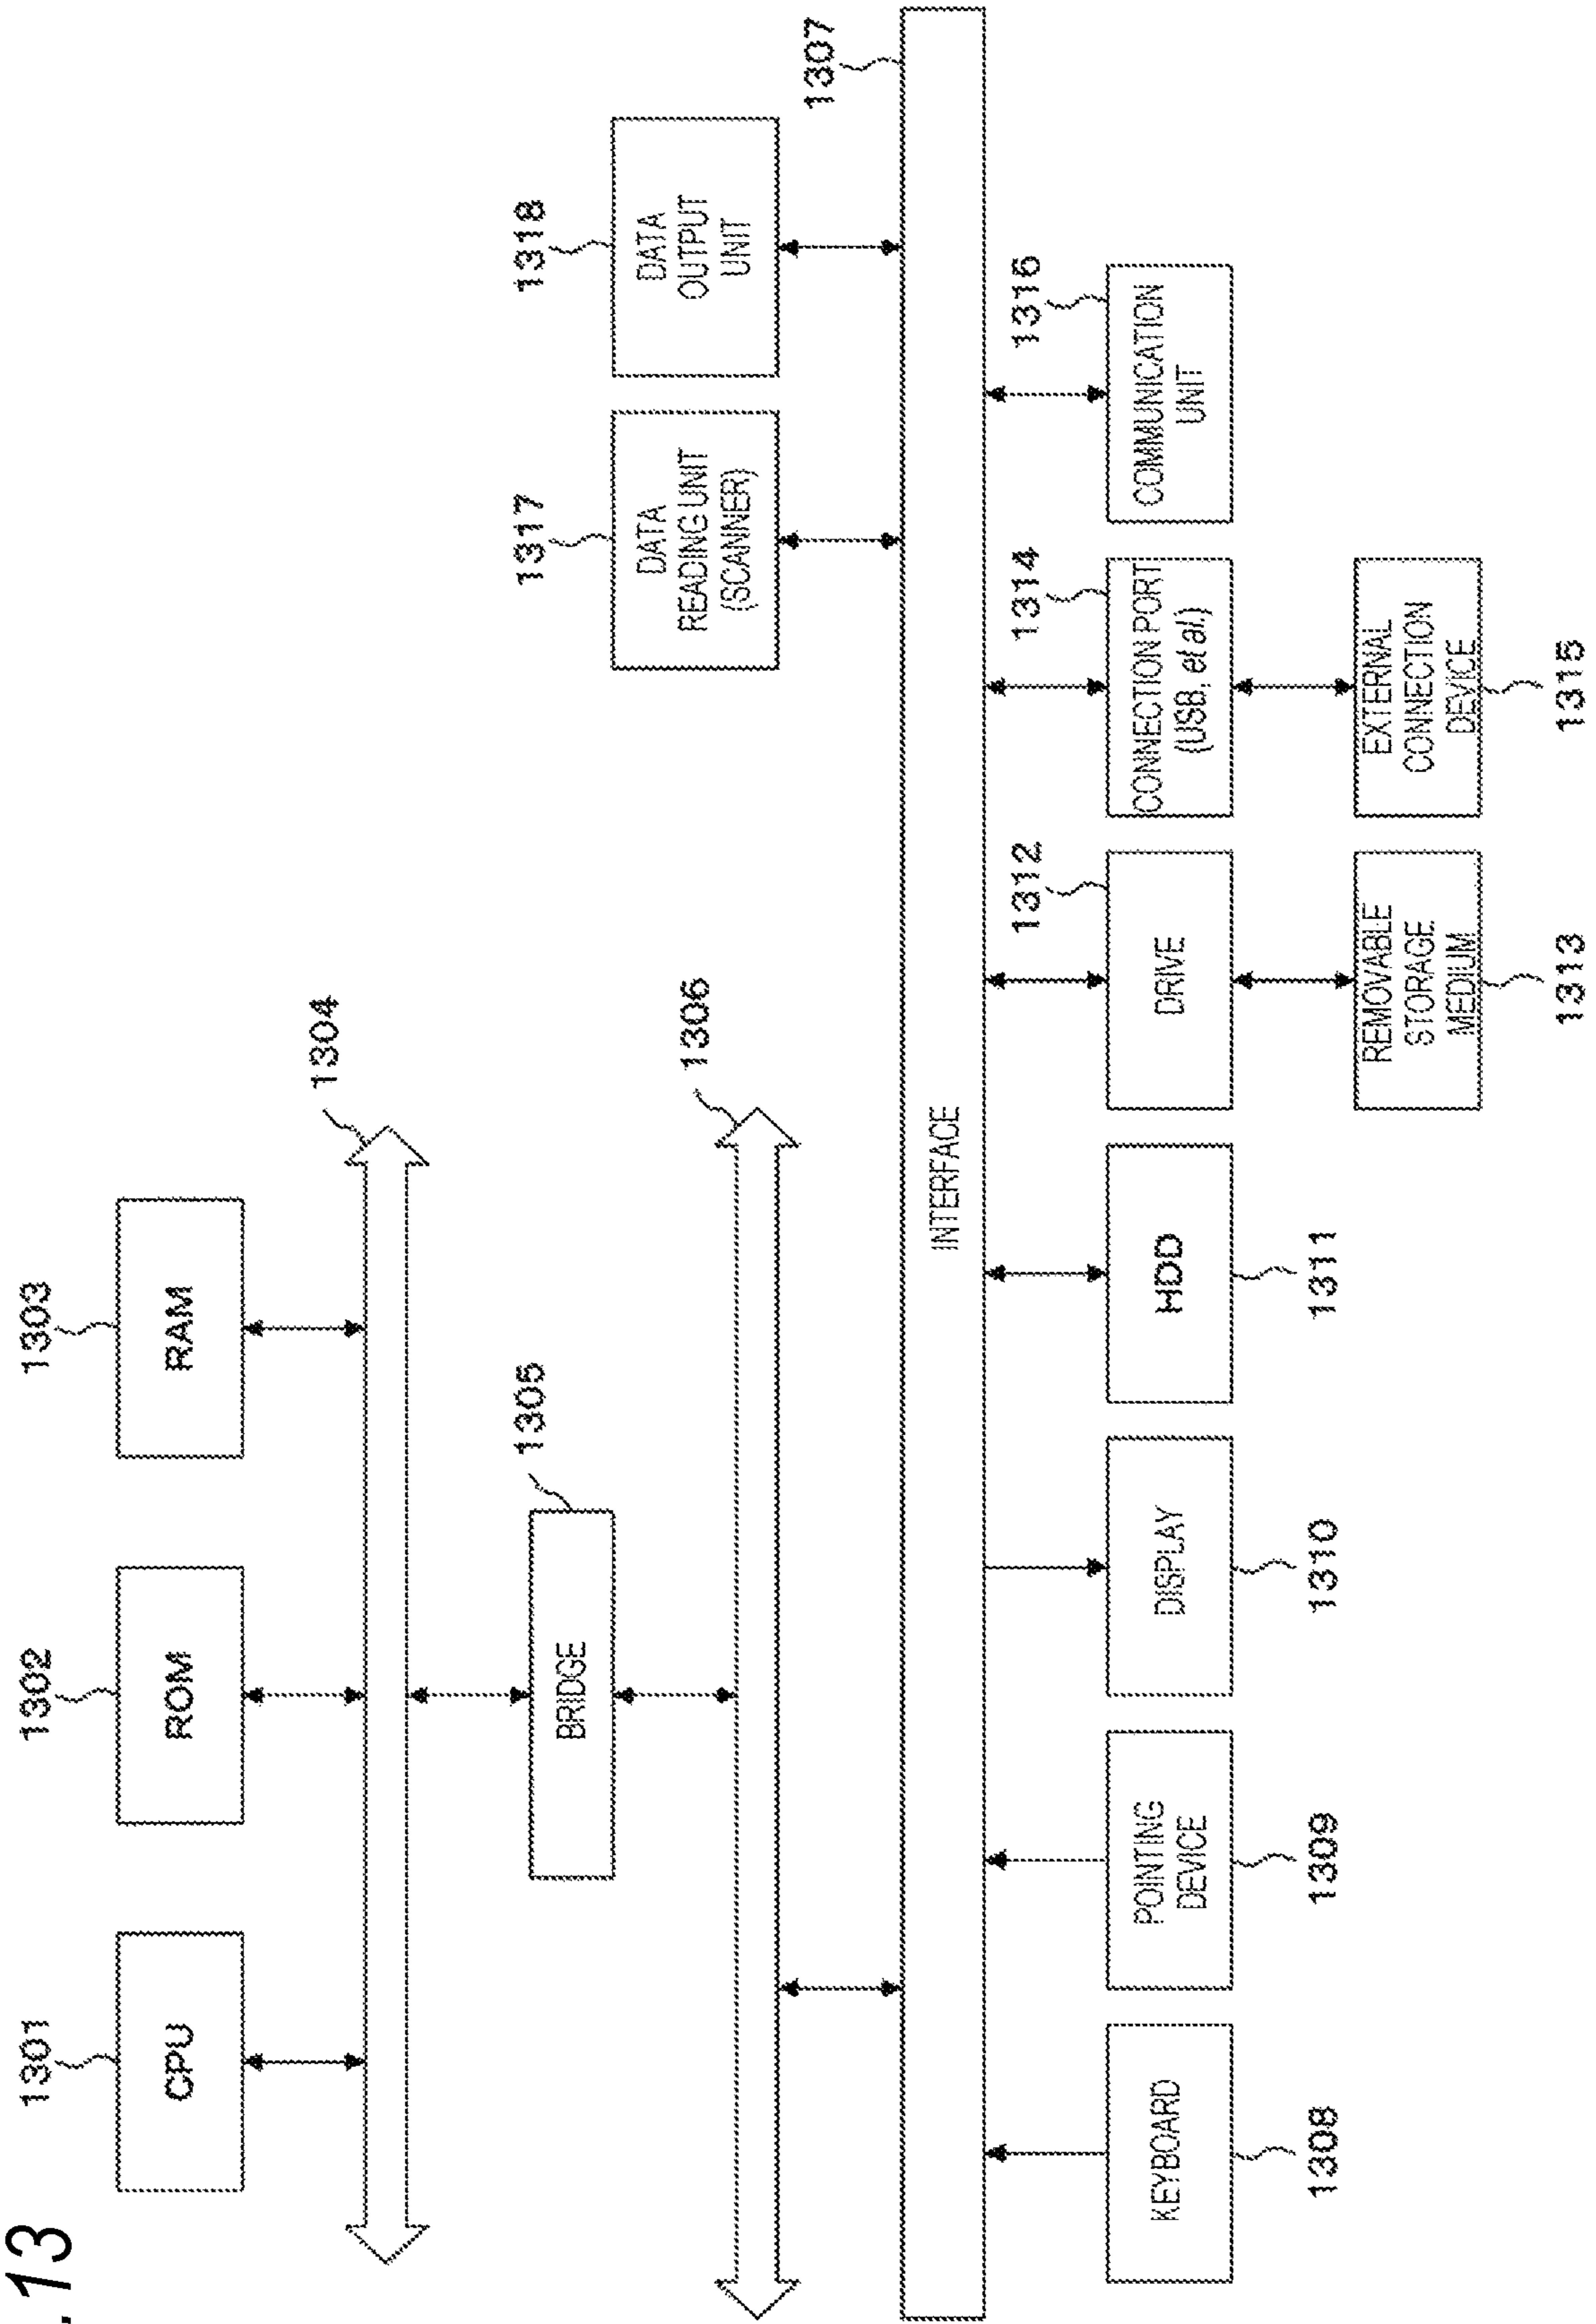 . 13
1301
1302
1303
CPU
ROM
RAM
1304
1305
BRIDGE
1306
1317
1318
DATA
READING UNIT
(SCANNER)
DATA
OUTPUT
UNIT
1307
INTERFACE
1312
1314
1316
KEYBOARD
POINTING
DEVICE
DISPLAY
HDD
DRIVE
CONNECTION PORT
(USB, et al.)
COMMUNICATION
UNIT
1308
1309
1310
1311
REMOVABLE
STORAGE
MEDIUM
EXTERNAL
CONNECTION
DEVICE
1313
1315